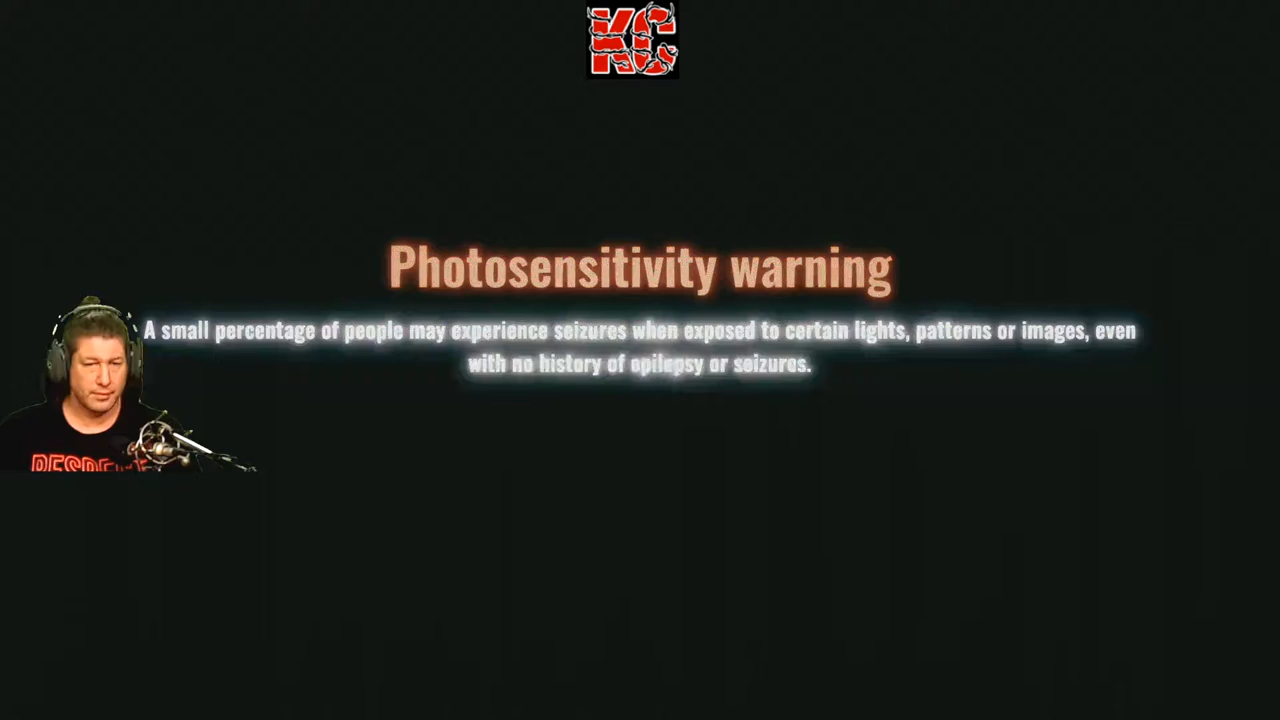 KC
Photosensitivity warning
A small percentage of people may experience seizures when exposed to certain lights, patterns or images, even
with no history of epilepsy or seizures.